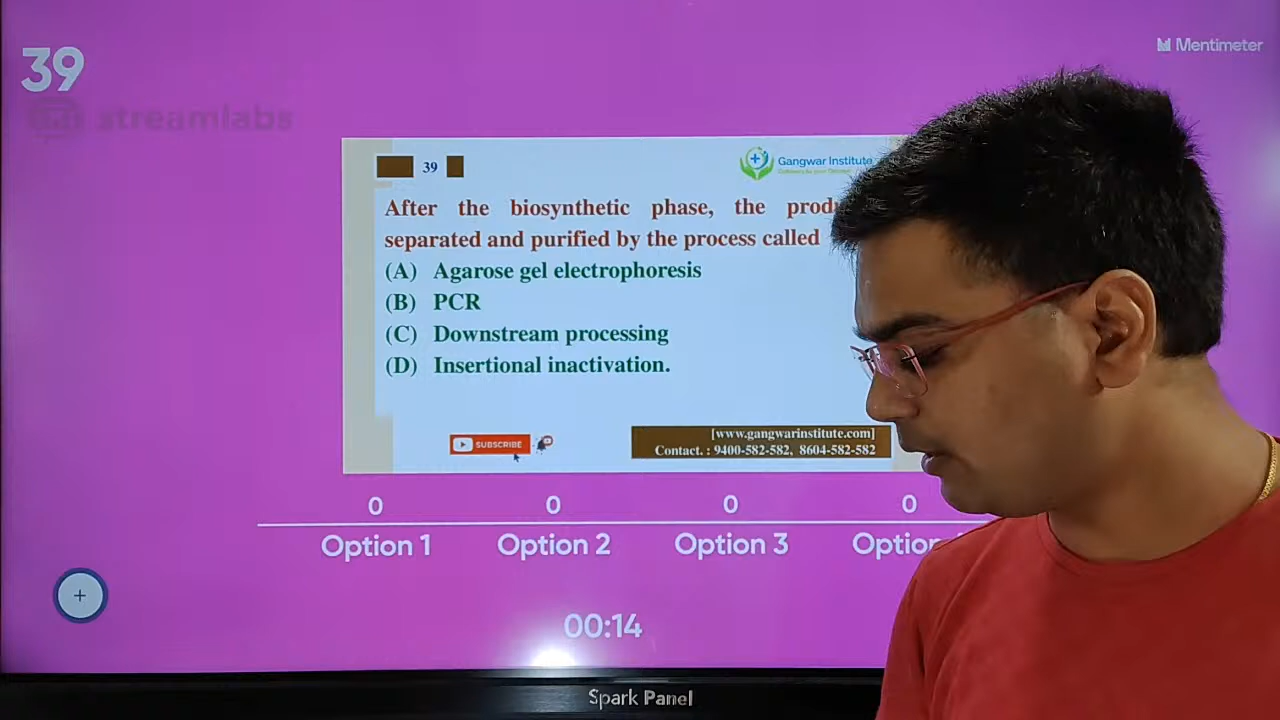 39
Mentimeter
streamlabs
39
Gangwar Institute
After the biosynthetic phase, the
separated and purified by the process called
(A) Agarose gel electrophoresis
(B) PCR
(C) Downstream processing
(D) Insertional inactivation.
SUBSCRIBE
[www.gangwarinstitute.com]
Contact. : 9400-582-582, 8604-582-582
0 0 0 0
Option 1 Option 2 Option 3
00:14
Spark Panel